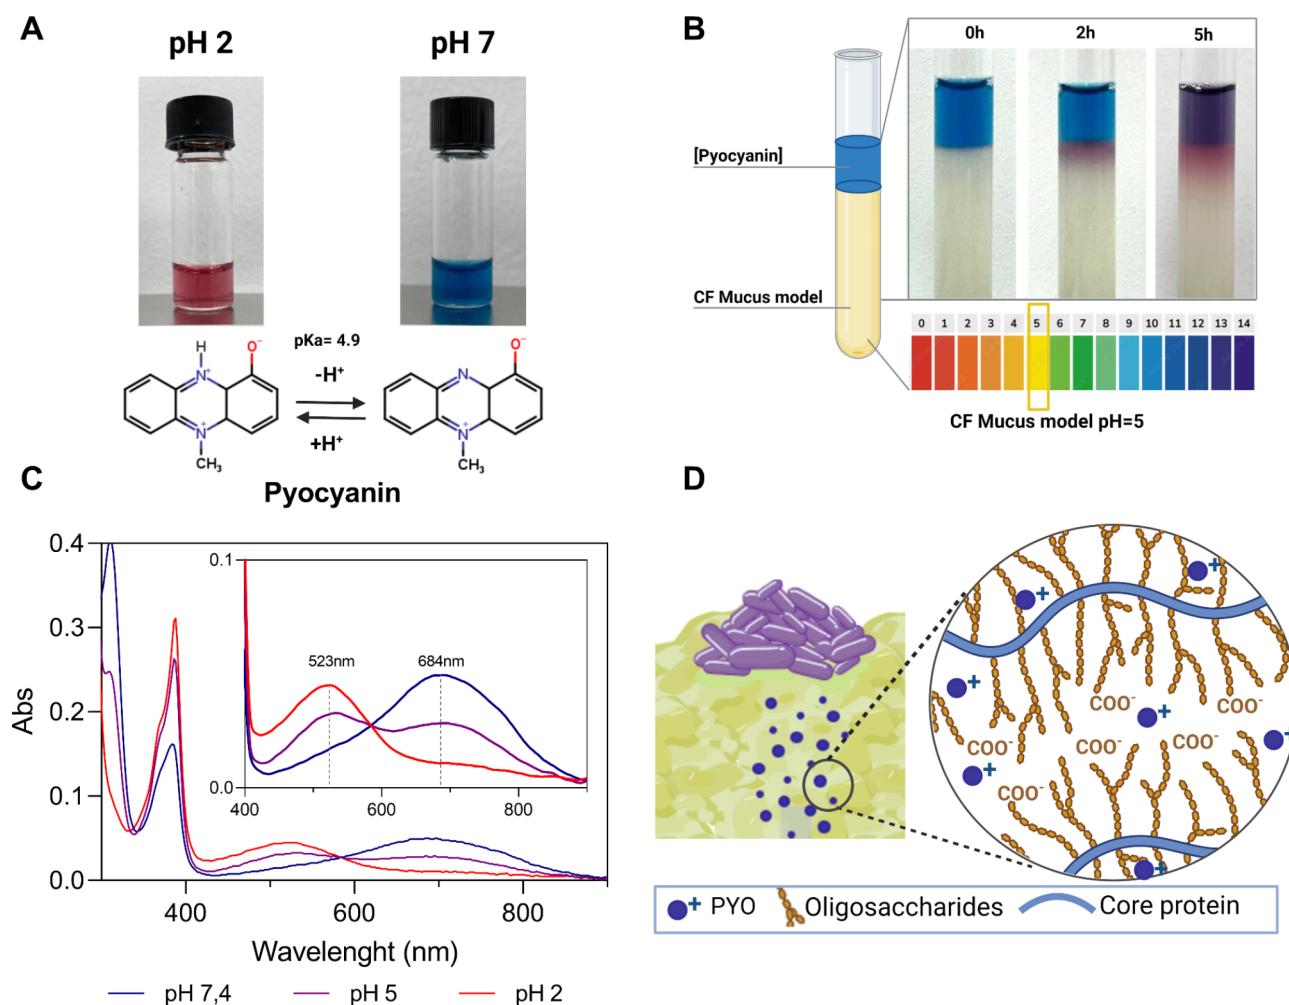 A
pH 2
pH 7
H
N⁺
O⁻
N⁺
CH₃
pKa= 4.9
-H⁺
+H⁺
O⁻
N
N⁺
CH₃
Pyocyanin
B
0h
2h
5h
[Pyocyanin]
CF Mucus model
0 1 2 3 4 5 6 7 8 9 10 11 12 13 14
CF Mucus model pH=5
C
Abs
0.4
0.3
0.2
0.1
0.0
400 600 800
Wavelenght (nm)
0.1
0.0
400 600 800
523nm
684nm
pH 7,4
pH 5
pH 2
D
+
+
+
COO⁻
+
COO⁻
COO⁻
COO⁻
COO⁻
+
+
COO⁻
+
+ PYO
Oligosaccharides
Core protein